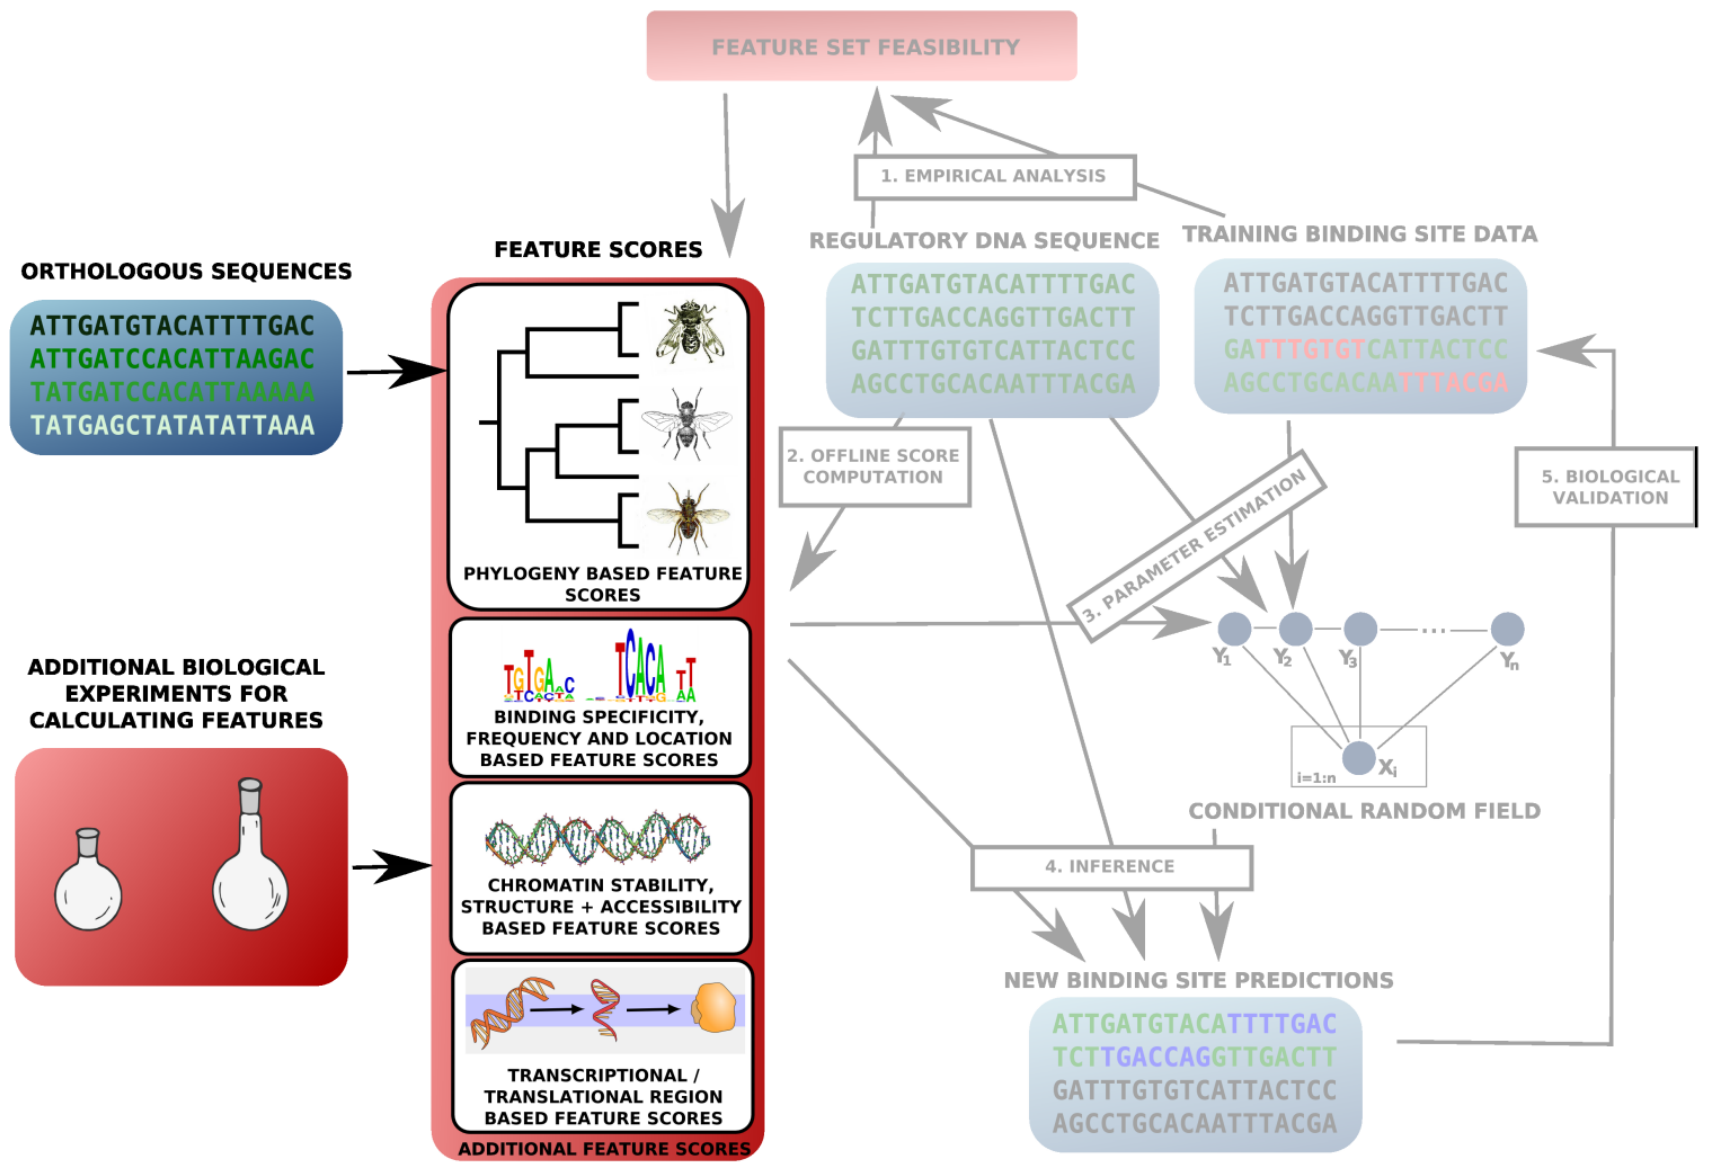 FEATURE SET FEASIBILITY
1. EMPIRICAL ANALYSIS
REGULATORY DNA SEQUENCE
ATTGATGTACATTTTGAC
TCTTGACCAGGTTGACTT
GATTTGTGTCATTACTCC
AGCCTGCACAATTTACGA
TRAINING BINDING SITE DATA
ATTGATGTACATTTTGAC
TCTTGACCAGGTTGACTT
GATTTGTGTCATTACTCC
AGCCTGCACAATTTACGA
ORTHOLOGOUS SEQUENCES
ATTGATGTACATTTTGAC
ATTGATCCACATTAAGAC
TATGATCCACATTAAAAA
TATGAGCTATATATTAAA
FEATURE SCORES
PHYLOGENY BASED FEATURE
SCORES
BINDING SPECIFICITY,
FREQUENCY AND LOCATION
BASED FEATURE SCORES
CHROMATIN STABILITY,
STRUCTURE + ACCESSIBILITY
BASED FEATURE SCORES
TRANSCRIPTIONAL /
TRANSLATIONAL REGION
BASED FEATURE SCORES
ADDITIONAL FEATURE SCORES
ADDITIONAL BIOLOGICAL
EXPERIMENTS FOR
CALCULATING FEATURES
2. OFFLINE SCORE
COMPUTATION
3. PARAMETER ESTIMATION
5. BIOLOGICAL
VALIDATION
Y1 Y2 Y3 ... Yn
Xi
i=1:n
CONDITIONAL RANDOM FIELD
4. INFERENCE
NEW BINDING SITE PREDICTIONS
ATTGATGTACATTTTGAC
TCTTGACCAGGTTGACTT
GATTTGTGTCATTACTCC
AGCCTGCACAATTTACGA